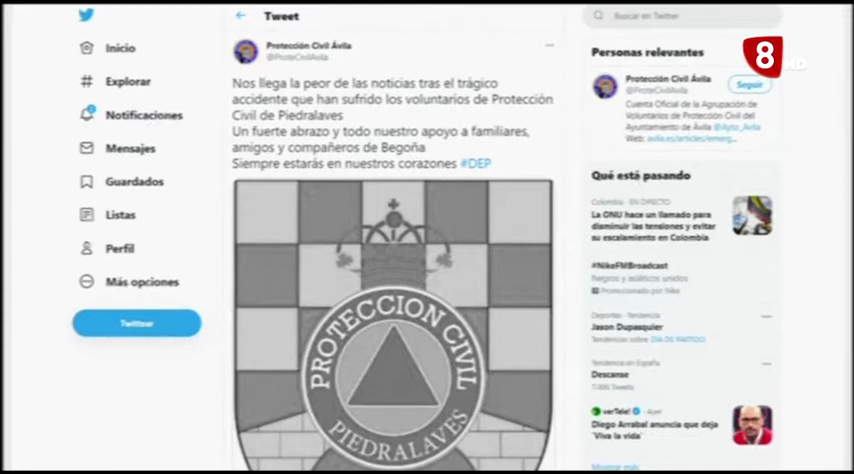 Tweet
Buscar en Twitter
8
HD
Inicio
Explorar
2
Notificaciones
Mensajes
Guardados
Listas
Perfil
Más opciones
Twittear
Protección Civil Ávila
@ProteCivilAvila
Nos llega la peor de las noticias tras el trágico
accidente que han sufrido los voluntarios de Protección
Civil de Piedralaves
Un fuerte abrazo y todo nuestro apoyo a familiares,
amigos y compañeros de Begoña
Siempre estarás en nuestros corazones #DEP
PROTECCION CIVIL
PIEDRALAVES
Personas relevantes
Protección Civil Ávila
@ProteCivilAvila
Seguir
Cuenta Oficial de la Agrupación de
Voluntarios de Protección Civil del
Ayuntamiento de Ávila @Ayto_Avila
Web: avila.es/articles/emerg...
Qué está pasando
Colombia · EN DIRECTO
La ONU hace un llamado para
disminuir las tensiones y evitar
su escalamiento en Colombia
#NikeFMBroadcast
Negros y asiáticos unidos
Promocionado por Nike
Deportes · Tendencia
Jason Dupasquier
Tendencias sobre DIA DE PARTIDO
Tendencia en España
Descanse
Tweets
verTele! · Ayer
Diego Arrabal anuncia que deja
'Viva la vida'
Mostrar más